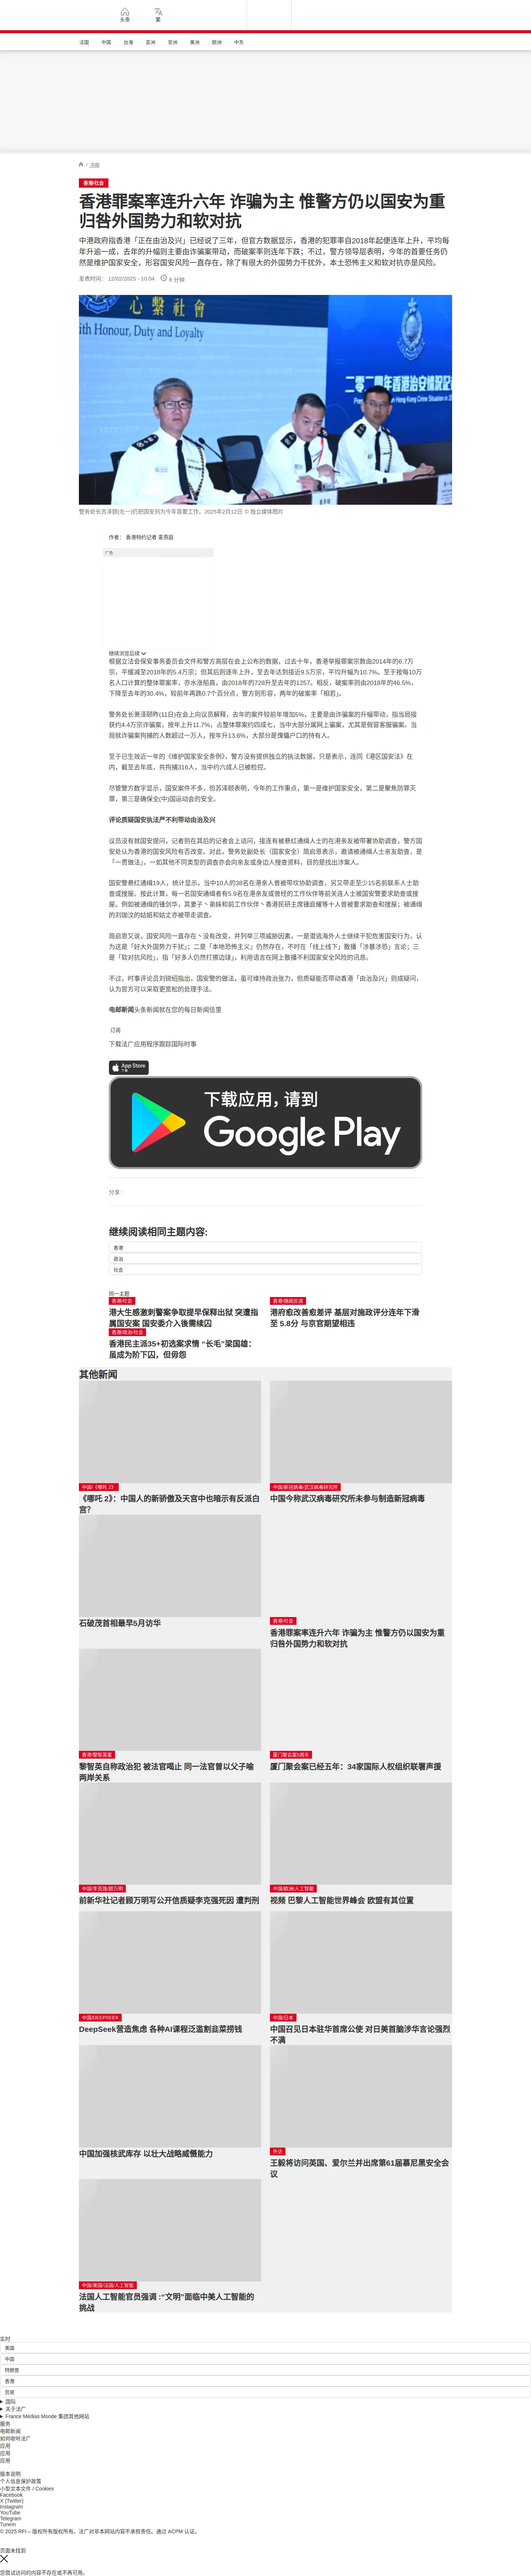 头条
繁
法国
中国
台海
亚洲
非洲
美洲
欧洲
中东
/ 中国
香港/社会
香港罪案率连升六年 诈骗为主 惟警方仍以国安为重
归咎外国势力和软对抗
中港政府指香港「正在由治及兴」已经说了三年，但官方数据显示，香港的犯罪率自2018年起便连年上升，平均每
年升逾一成，去年的升幅则主要由诈骗案带动，而破案率则连年下跌；不过，警方领导层表明，今年的首要任务仍
然是维护国家安全，形容国安风险一直存在，除了有很大的外国势力干扰外，本土恐怖主义和软对抗亦是风险。
发表时间： 12/02/2025 - 10:04
8 分钟
心繫社會
ith Honour, Duty and Loyalty
二零二四年香港治安情況記
Hong Kong Crime Situation in 2
警务处长苏泽頣(左一)仍把国安列为今年首要工作。2025年2月12日 © 独立媒体图片
作者： 香港特约记者 麦燕庭
广告
继续浏览后续
根据立法会保安事务委员会文件和警方高层在会上公布的数据，过去十年，香港举报罪案宗数由2014年的6.7万
宗，平缓减至2018年的5.4万宗；但其后则连年上升，至去年达到接近9.5万宗，平均升幅为10.7%。至于按每10万
名人口计算的整体罪案率，亦水涨船高，由2018年的728升至去年的1257。相反，破案率则由2018年的46.5%，
下降至去年的30.4%，较前年再跌0.7个百分点，警方则形容，两年的破案率「相若」。
警务处长萧泽颐昨(11日)在会上向议员解释，去年的案件较前年增加5%，主要是由诈骗案的升幅带动，指当局接
获约4.4万宗诈骗案，按年上升11.7%，占整体罪案约四成七，当中大部分属网上骗案，尤其是假冒客服骗案。当
局就诈骗案拘捕的人数超过一万人，按年升13.6%，大部分是傀儡户口的持有人。
至于已生效近一年的《维护国家安全条例》，警方没有提供独立的执法数据，只是表示，连同《港区国安法》在
内，截至去年底，共拘捕316人，当中约六成人已被检控。
尽管警方数字显示，国安案件不多，但苏泽颐表明，今年的工作重点，第一是维护国家安全，第二是聚焦防罪灭
罪，第三是确保全(中)国运动会的安全。
评论质疑国安执法严不利带动由治及兴
议员没有就国安提问，记者则在其后的记者会上访问，接连有被悬红通缉人士的在港亲友被带署协助调查，警方国
安处认为香港的国安风险有否改变。对此，警务处副处长（国家安全）简启恩表示，邀请被通缉人士亲友助查，是
「一贯做法」，一如其他不同类型的调查亦会向亲友或身边人搜查资料，目的是找出涉案人。
国安警悬红通缉19人，统计显示，当中10人的38名在港亲人曾被带叺协助调查，另又带走至少15名前联系人士助
查或搜屋。按此计算，每一名国安通缉者有5.9名在港亲友或曾经的工作伙伴等前关连人士被国安警要求助查或搜
屋。例如被通缉的锺剑华，其妻子丶弟妹和前工作伙伴丶香港民研主席锺庭耀等十人曾被要求助查和搜屋；被通缉
的刘珈汶的姑姐和姑丈亦被带走调查。
简启恩又说，国安风险一直存在丶没有改变，并列举三项威胁因素，一是潜逃海外人士继续干犯危害国安行为，认
为这是「好大外国势力干扰」；二是「本地恐怖主义」仍然存在，不时在「线上线下」散播「涉暴涉恐」言论；三
是「软对抗风险」，指「好多人仍然打擦边球」，利用语言在网上散播不利国家安全风险的讯息。
不过，时事评论员刘锐绍指出，国安警的做法，虽可维持政治张力，但质疑能否带动香港「由治及兴」，则成疑问，
认为官方可以采取更宽松的处理手法。
电邮新闻头条新闻就在您的每日新闻信里
订阅
下载法广应用程序跟踪国际时事
App Store
下载
下载应用，请到
Google Play
分享 :
继续阅读相同主题内容:
香港
政治
社会
同一主题
香港/社会
港大生感激刺警案争取提早保释出狱 突遭指
属国安案 国安委介入後需续囚
香港/施政民调
港府愈改善愈差评 基层对施政评分连年下滑
至 5.8分 与京官期望相违
香港/政治/社会
香港民主派35+初选案求情 “长毛”梁国雄：
虽成为阶下囚，但毋怨
其他新闻
中国/《哪吒 2》
《哪吒 2》：中国人的新骄傲及天宫中也暗示有反派白
宫？
中国/新冠病毒/武汉病毒研究所
中国今称武汉病毒研究所未参与制造新冠病毒
石破茂首相最早5月访华
香港/社会
香港罪案率连升六年 诈骗为主 惟警方仍以国安为重
归咎外国势力和软对抗
香港/黎智英案
黎智英自称政治犯 被法官喝止 同一法官曾以父子喻
两岸关系
厦门聚会案5周年
厦门聚会案已经五年：34家国际人权组织联署声援
中国/李克强/顾万明
前新华社记者顾万明写公开信质疑李克强死因 遭判刑
中国/欧洲/人工智能
视频 巴黎人工智能世界峰会 欧盟有其位置
中国/DEEPSEEK
DeepSeek营造焦虑 各种AI课程泛滥割韭菜捞钱
中国/日本
中国召见日本驻华首席公使 对日美首脑涉华言论强烈
不满
中国加强核武库存 以壮大战略威慑能力
外访
王毅将访问英国、爱尔兰并出席第61届慕尼黑安全会
议
中国/美国/法国/人工智能
法国人工智能官员强调 :“文明”面临中美人工智能的
挑战
实时
美国
中国
特朗普
香港
贸易
国际
关于法广
France Médias Monde 集团其他网站
服务
电邮新闻
如何收听法广
应用
应用
应用
版本说明
个人信息保护政策
小型文本文件 / Cookies
Facebook
X (Twitter)
Instagram
YouTube
Telegram
TuneIn
© 2025 RFI – 版权所有版权所有。法广对非本网站内容不承担责任。通过 ACPM 认证。
页面未找到
您尝试访问的内容不存在或不再可用。